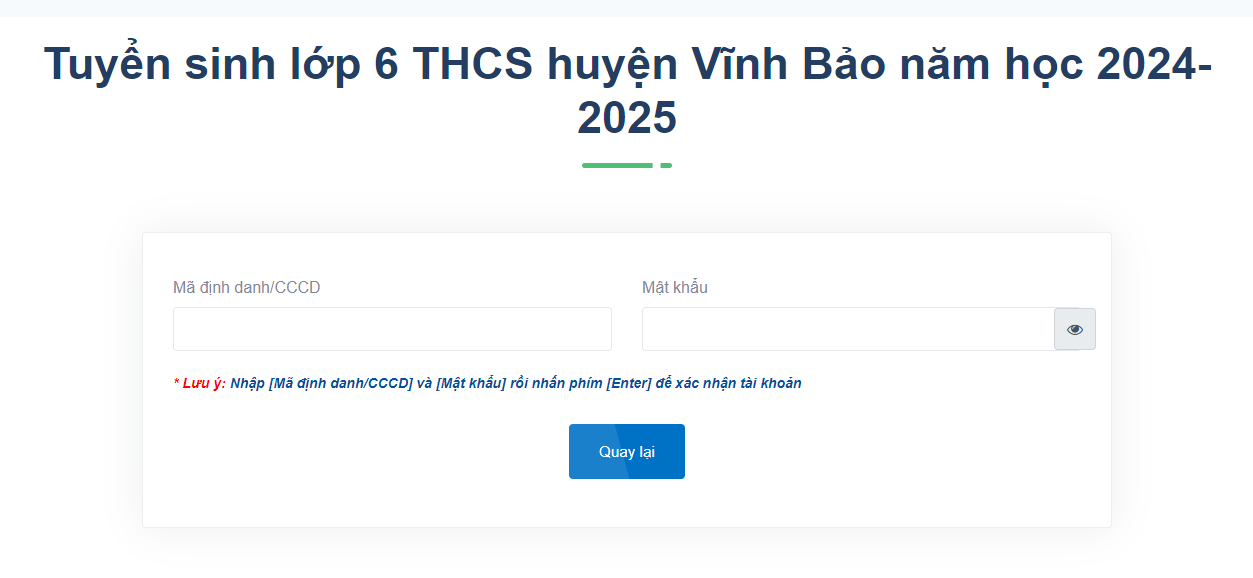 Tuyển sinh lớp 6 THCS huyện Vĩnh Bảo năm học 2024-
2025
Mã định danh/CCCD
Mật khẩu
* Lưu ý: Nhập [Mã định danh/CCCD] và [Mật khẩu] rồi nhấn phím [Enter] để xác nhận tài khoản
Quay lại